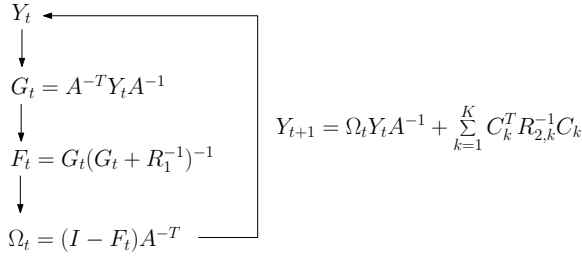 Y_t
G_t = A^{-T} Y_t A^{-1}
F_t = G_t(G_t + R_1^{-1})^{-1}
Ω_t = (I − F_t)A^{-T}
Y_{t+1} = Ω_t Y_t A^{-1} + \sum_{k=1}^{K} C_k^T R_{2,k}^{-1} C_k